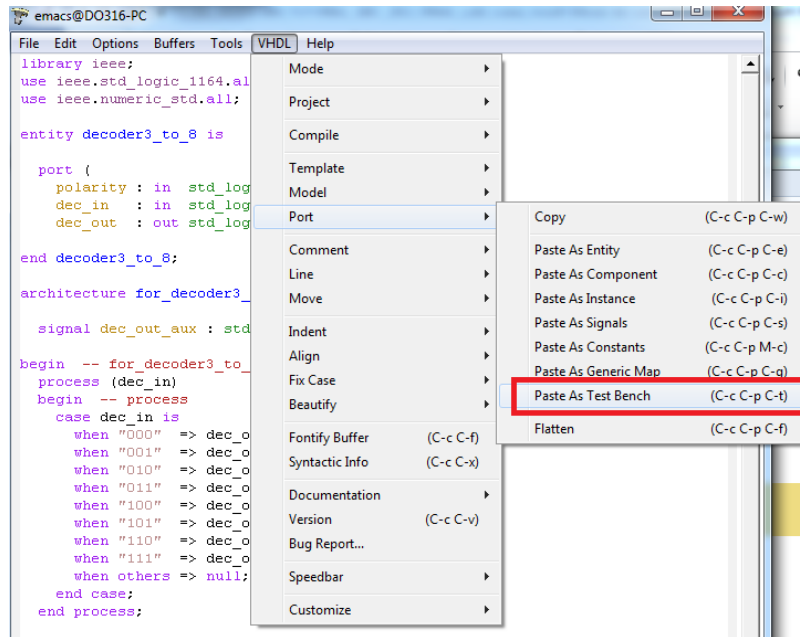 emacs@DO316-PC
File Edit Options Buffers Tools VHDL Help
library ieee;
use ieee.std_logic_1164.al
use ieee.numeric_std.all;
entity decoder3_to_8 is
port (
polarity : in std_log
dec_in : in std_log
dec_out : out std_log
end decoder3_to_8;
architecture for_decoder3_
signal dec_out_aux : std
begin -- for_decoder3_to_
process (dec_in)
begin -- process
case dec_in is
when "000" => dec_o
when "001" => dec_o
when "010" => dec_o
when "011" => dec_o
when "100" => dec_o
when "101" => dec_o
when "110" => dec_o
when "111" => dec_o
when others => null;
end case;
end process;
Mode
Project
Compile
Template
Model
Port
Comment
Line
Move
Indent
Align
Fix Case
Beautify
Fontify Buffer (C-c C-f)
Syntactic Info (C-c C-x)
Documentation
Version (C-c C-v)
Bug Report...
Speedbar
Customize
Copy (C-c C-p C-w)
Paste As Entity (C-c C-p C-e)
Paste As Component (C-c C-p C-c)
Paste As Instance (C-c C-p C-i)
Paste As Signals (C-c C-p C-s)
Paste As Constants (C-c C-p M-c)
Paste As Generic Map (C-c C-p C-g)
Paste As Test Bench (C-c C-p C-t)
Flatten (C-c C-p C-f)